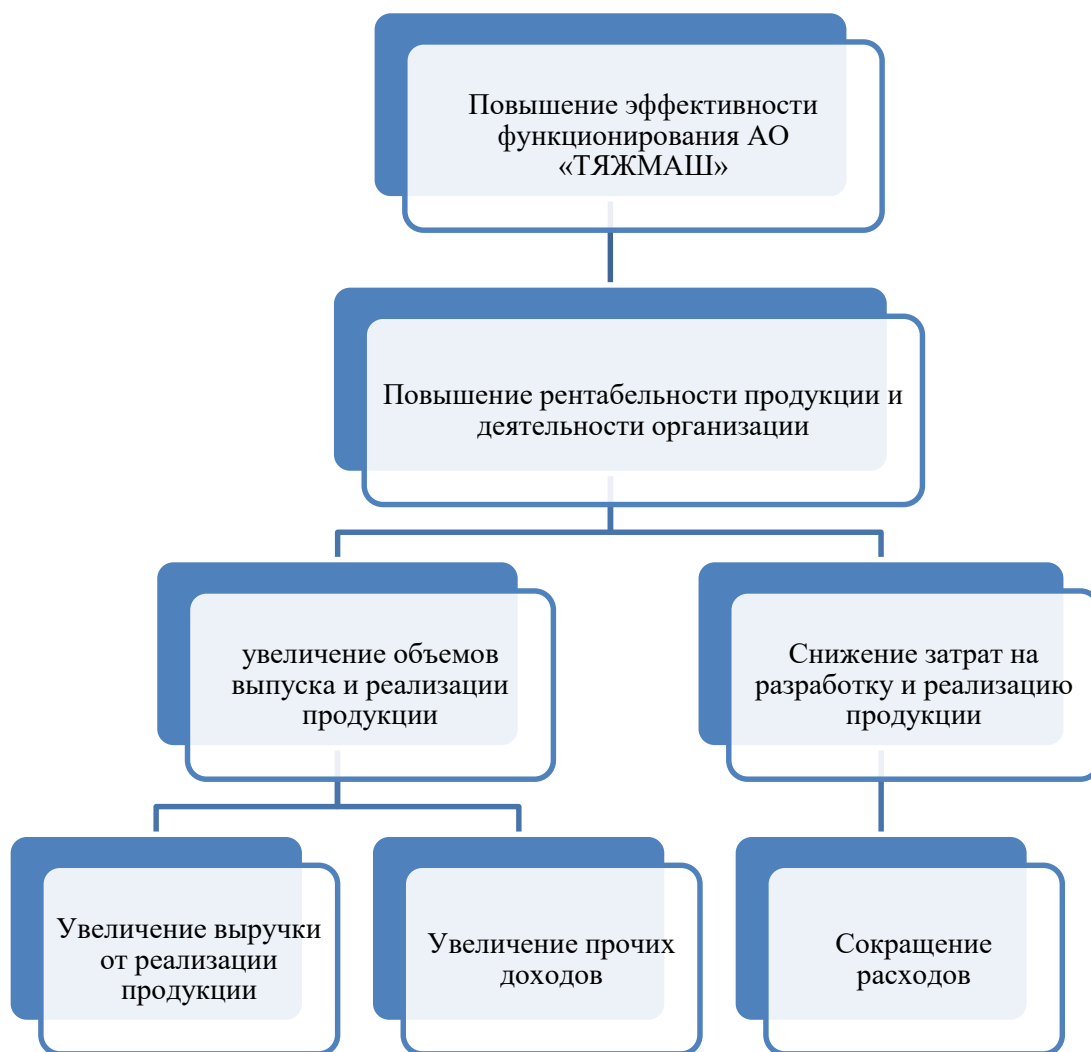 Повышение эффективности
функционирования АО
«ТЯЖМАШ»
Повышение рентабельности продукции и
деятельности организации
увеличение объемов
выпуска и реализации
продукции
Снижение затрат на
разработку и реализацию
продукции
Увеличение выручки
от реализации
продукции
Увеличение прочих
доходов
Сокращение
расходов